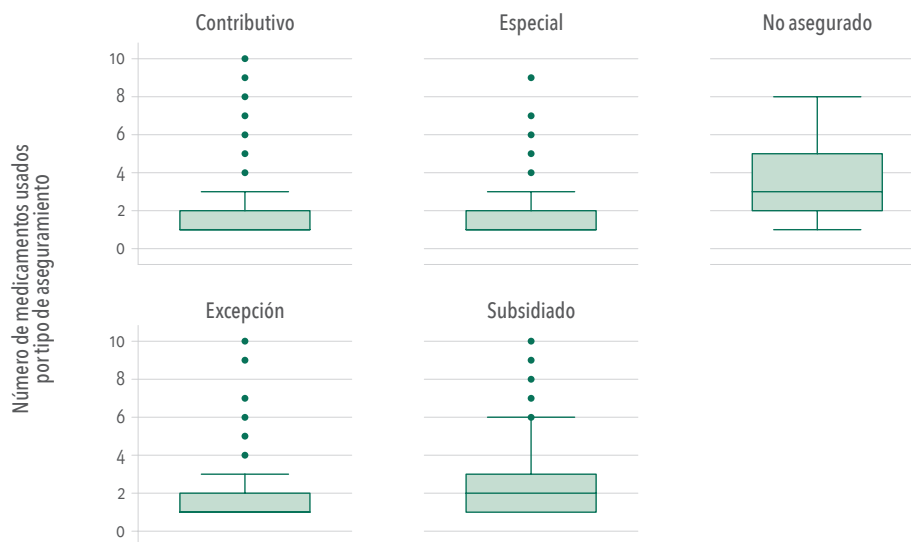 Contributivo
Especial
No asegurado
10
8
6
4
2
0
Número de medicamentos usados
por tipo de aseguramiento
Excepción
Subsidiado
10
8
6
4
2
0